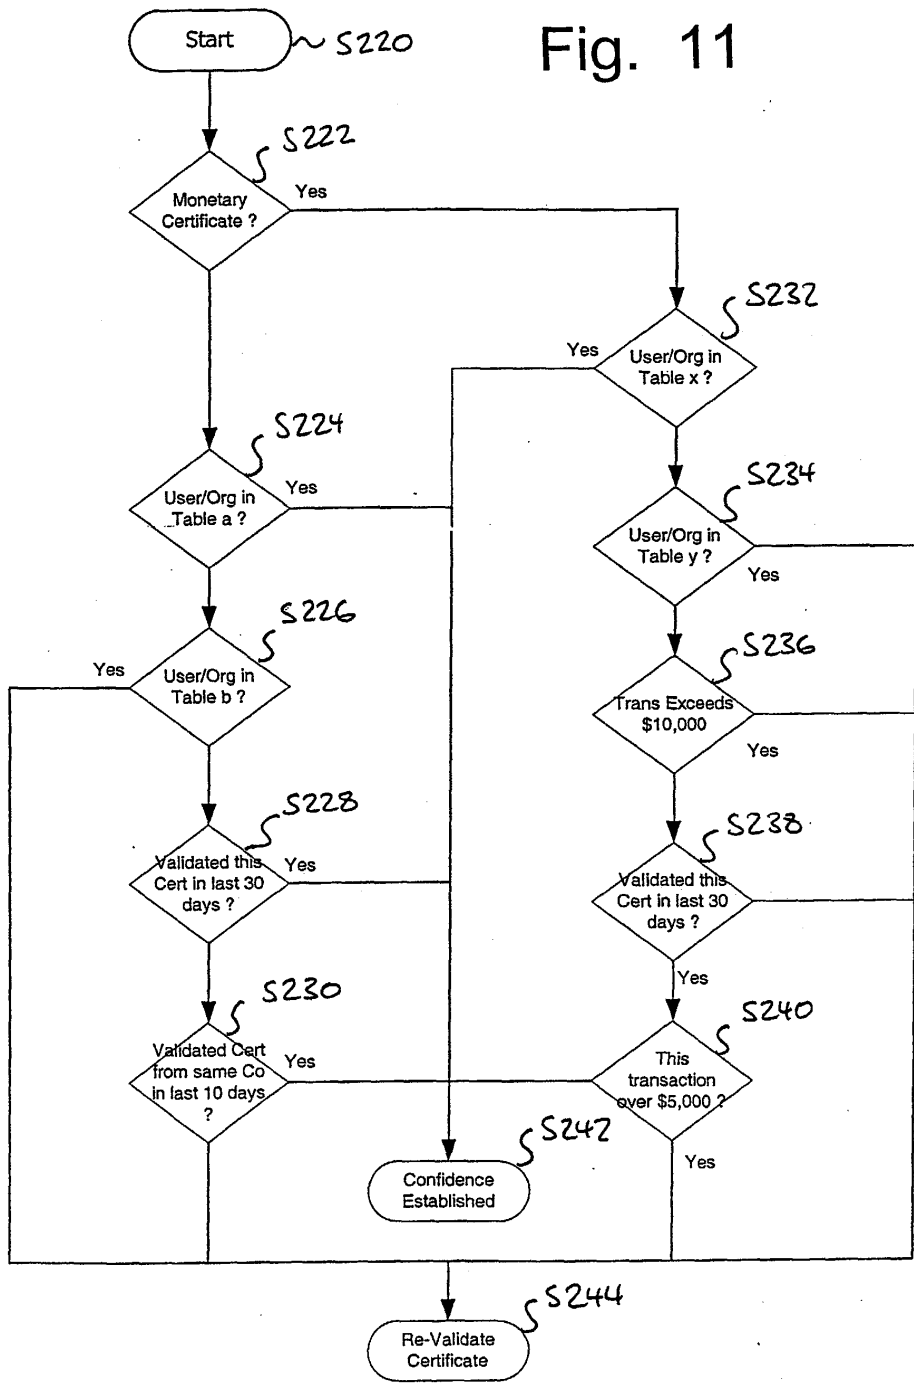 Fig. 11
Start
S220
S222
Monetary
Certificate ?
Yes
S232
User/Org in
Table x ?
Yes
S224
User/Org in
Table a ?
Yes
S234
User/Org in
Table y ?
Yes
S226
User/Org in
Table b ?
Yes
S236
Trans Exceeds
$10,000
Yes
S228
Validated this
Cert in last 30
days ?
Yes
S238
Validated this
Cert in last 30
days ?
Yes
S230
Validated Cert
from same Co
in last 10 days
?
Yes
S240
This
transaction
over $5,000 ?
Yes
S242
Confidence
Established
S244
Re-Validate
Certificate